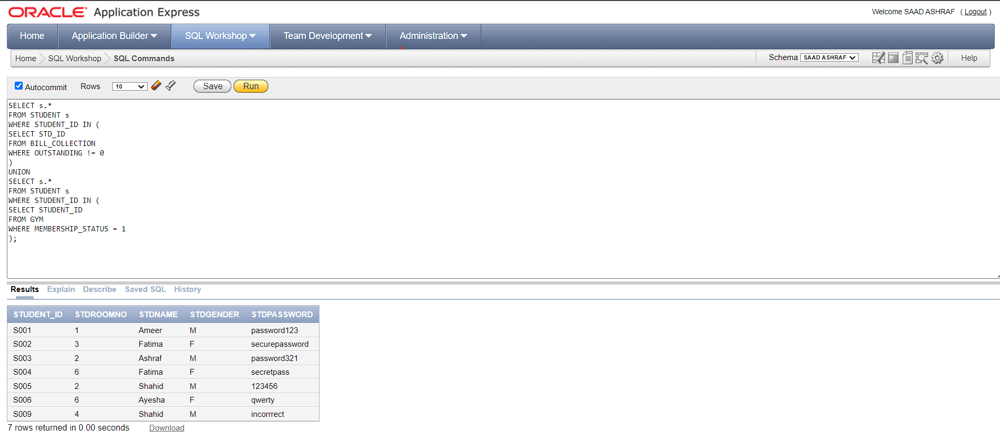 ORACLE® Application Express
Welcome SAAD ASHRAF ( Logout )
Home Application Builder SQL Workshop Team Development Administration
Home SQL Workshop SQL Commands
Schema SAAD ASHRAF Help
Autocommit Rows 10 Save Run
SELECT s.*
FROM STUDENT s
WHERE STUDENT_ID IN (
SELECT STD_ID
FROM BILL_COLLECTION
WHERE OUTSTANDING != 0
)
UNION
SELECT s.*
FROM STUDENT s
WHERE STUDENT_ID IN (
SELECT STUDENT_ID
FROM GYM
WHERE MEMBERSHIP_STATUS = 1
);
Results Explain Describe Saved SQL History
STUDENT_ID STDROOMNO STDNAME STDGENDER STDPASSWORD
S001 1 Ameer M password123
S002 3 Fatima F securepassword
S003 2 Ashraf M password321
S004 6 Fatima F secretpass
S005 2 Shahid M 123456
S006 6 Ayesha F qwerty
S009 4 Shahid M incorrrect
7 rows returned in 0.00 seconds Download